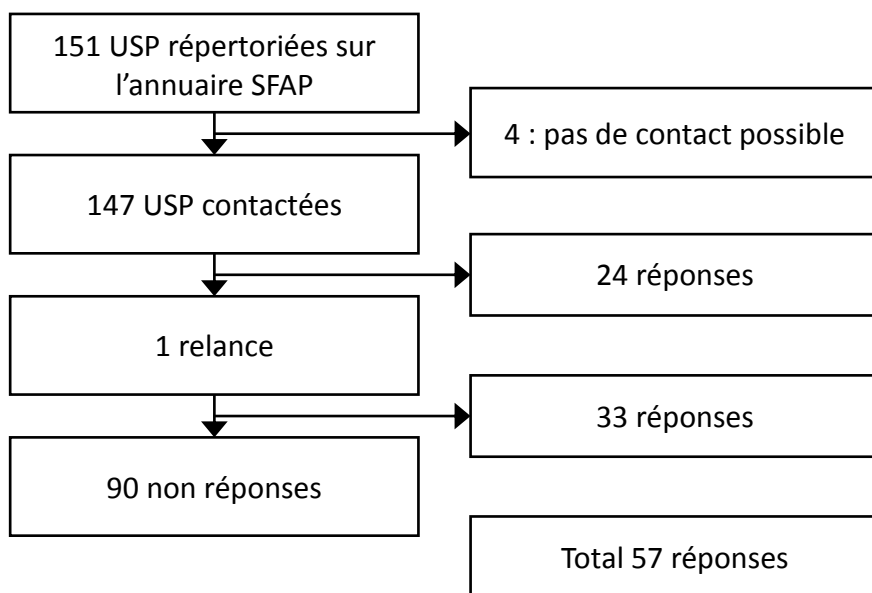 151 USP répertoriées sur
l’annuaire SFAP
4 : pas de contact possible
147 USP contactées
24 réponses
1 relance
33 réponses
90 non réponses
Total 57 réponses